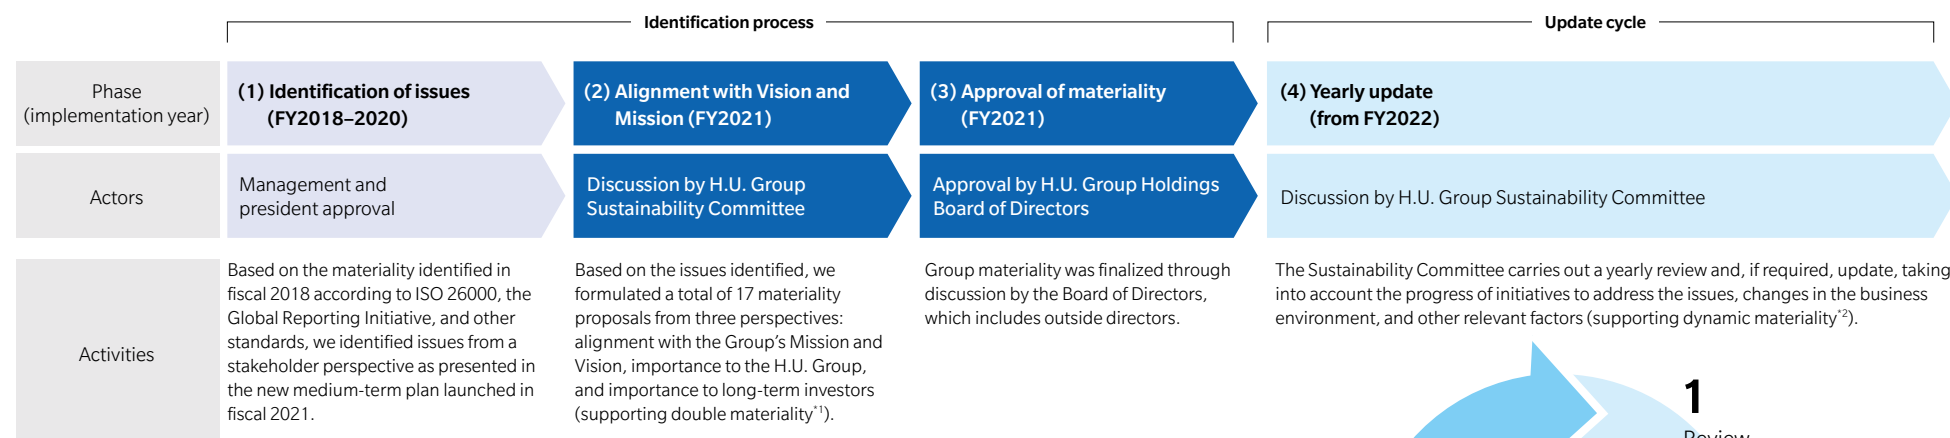 Identification process
Update cycle
Phase
(implementation year)
(1) Identification of issues
(FY2018–2020)
(2) Alignment with Vision and
Mission (FY2021)
(3) Approval of materiality
(FY2021)
(4) Yearly update
(from FY2022)
Actors
Management and
president approval
Discussion by H.U. Group
Sustainability Committee
Approval by H.U. Group Holdings
Board of Directors
Discussion by H.U. Group Sustainability Committee
Activities
Based on the materiality identified in
fiscal 2018 according to ISO 26000, the
Global Reporting Initiative, and other
standards, we identified issues from a
stakeholder perspective as presented in
the new medium-term plan launched in
fiscal 2021.
Based on the issues identified, we
formulated a total of 17 materiality
proposals from three perspectives:
alignment with the Group's Mission and
Vision, importance to the H.U. Group,
and importance to long-term investors
(supporting double materiality*1).
Group materiality was finalized through
discussion by the Board of Directors,
which includes outside directors.
The Sustainability Committee carries out a yearly review and, if required, update, taking
into account the progress of initiatives to address the issues, changes in the business
environment, and other relevant factors (supporting dynamic materiality*2).
1
Review